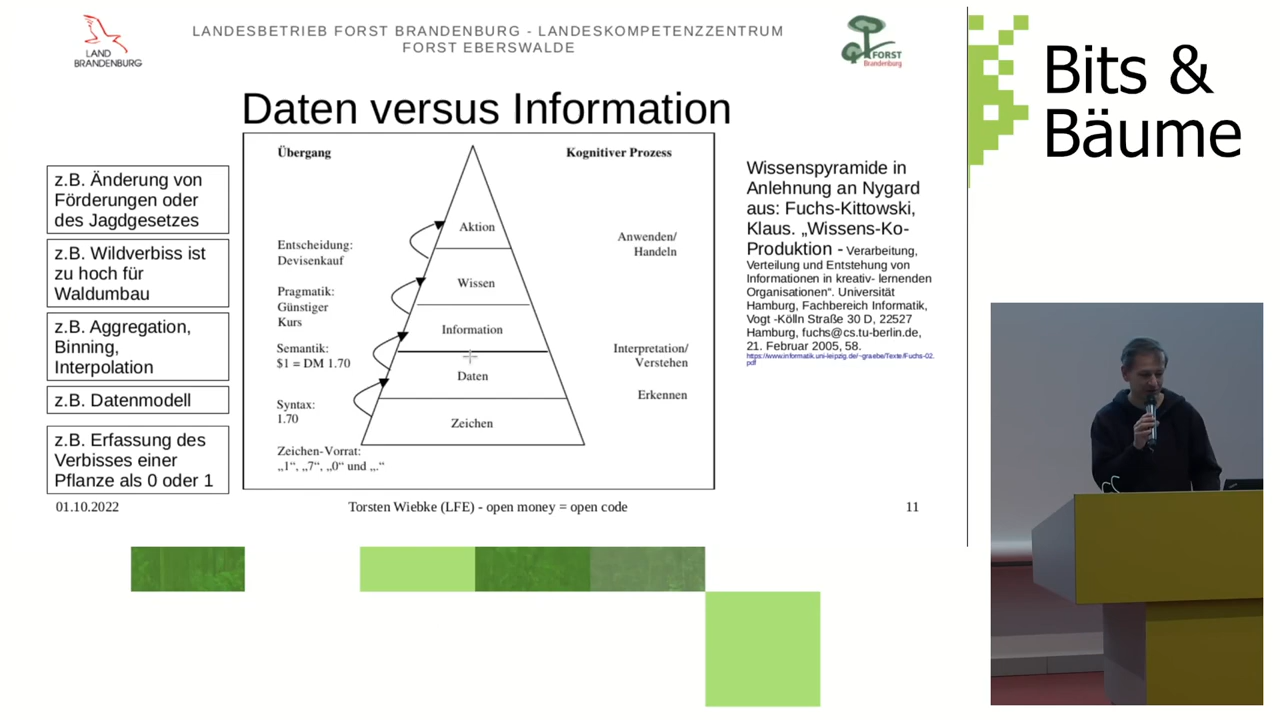 LAND
BRANDENBURG
LANDESBETRIEB FORST BRANDENBURG - LANDESKOMPETENZZENTRUM
FORST EBERSWALDE
FORST
Brandenburg
Bits &
Bäume
Daten versus Information
z.B. Änderung von
Förderungen oder
des Jagdgesetzes
z.B. Wildverbiss ist
zu hoch für
Waldumbau
z.B. Aggregation,
Binning,
Interpolation
z.B. Datenmodell
z.B. Erfassung des
Verbisses einer
Pflanze als 0 oder 1
Übergang
Kognitiver Prozess
Entscheidung:
Devisenkauf
Pragmatik:
Günstiger
Kurs
Semantik:
$1 = DM 1.70
Syntax:
1.70
Zeichen-Vorrat:
„1“, „7“, „0“ und „.“
Aktion
Wissen
Information
Daten
Zeichen
Anwenden/
Handeln
Interpretation/
Verstehen
Erkennen
Wissenspyramide in
Anlehnung an Nygard
aus: Fuchs-Kittowski,
Klaus. „Wissens-Ko-
Produktion - Verarbeitung,
Verteilung und Entstehung von
Informationen in kreativ- lernenden
Organisationen“. Universität
Hamburg, Fachbereich Informatik,
Vogt -Kölln Straße 30 D, 22527
Hamburg, fuchs@cs.tu-berlin.de,
21. Februar 2005, 58.
https://www.informatik.uni-leipzig.de/~graebe/Texte/Fuchs-02.
pdf
01.10.2022
Torsten Wiebke (LFE) - open money = open code
11